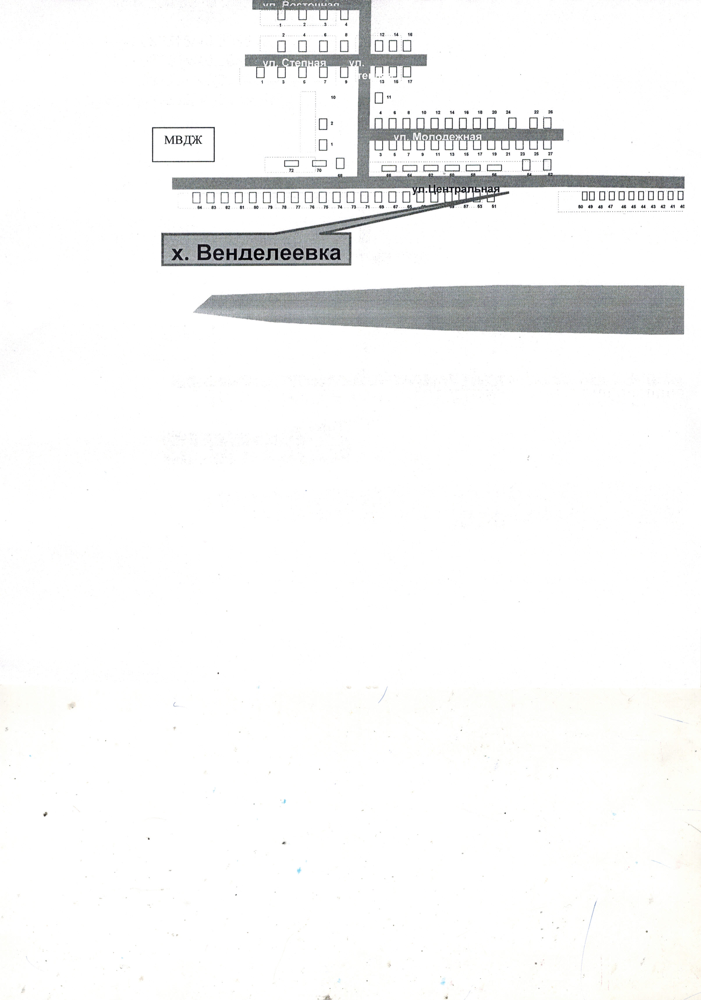 ул. Восточная
1 2 3 4
2 4 6 8 12 14 16
ул. Степная ул.
1 3 5 7 9 13 15 17
10 11
4 6 8 10 12 14 16 18 20 24 22 26
2
МВДЖ
ул. Молодежная
1
3 5 7 9 11 13 15 17 19 21 23 25 27
72 70 68 66 64 62 60 58 56 54 52
ул.Центральная
84 83 82 81 80 79 78 77 76 75 74 73 71 69 67 65 59 57 53 51 50 49 48 47 46 45 44 43 42 41 40
х. Венделеевка